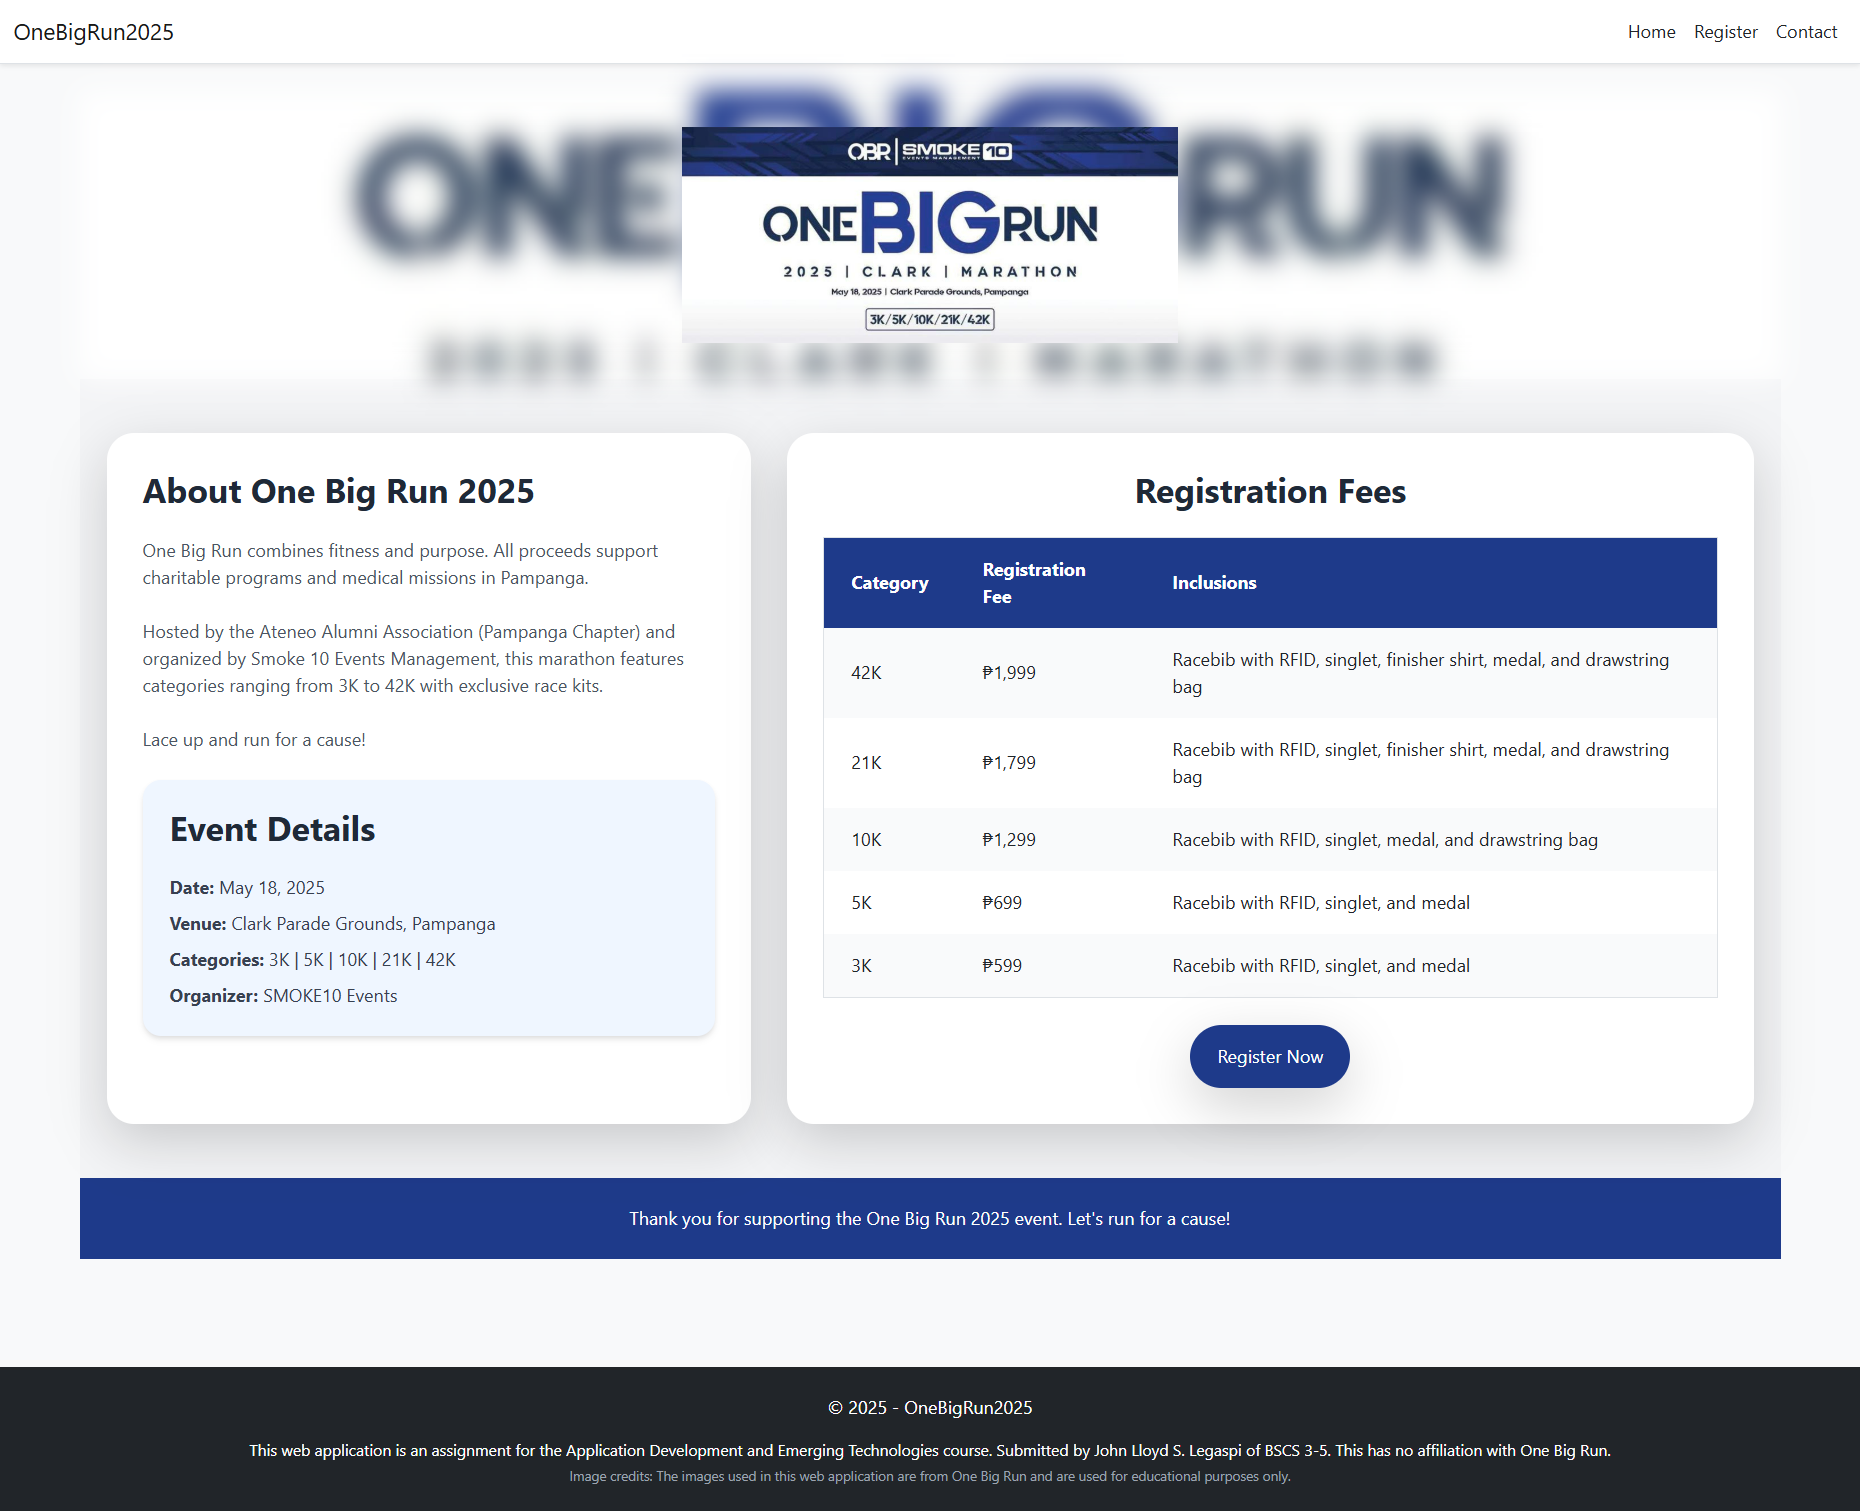 OneBigRun2025
Home Register Contact
ONE BIG RUN
2025 | CLARK | MARATHON
OBR | SMOKE 10
EVENTS MANAGEMENT
ONE BIG RUN
2025 | CLARK | MARATHON
May 18, 2025 | Clark Parade Grounds, Pampanga
3K/5K/10K/21K/42K
About One Big Run 2025
One Big Run combines fitness and purpose. All proceeds support
charitable programs and medical missions in Pampanga.
Hosted by the Ateneo Alumni Association (Pampanga Chapter) and
organized by Smoke 10 Events Management, this marathon features
categories ranging from 3K to 42K with exclusive race kits.
Lace up and run for a cause!
Event Details
Date: May 18, 2025
Venue: Clark Parade Grounds, Pampanga
Categories: 3K | 5K | 10K | 21K | 42K
Organizer: SMOKE10 Events
Registration Fees
Category Registration Fee Inclusions
42K ₱1,999 Racebib with RFID, singlet, finisher shirt, medal, and drawstring
bag
21K ₱1,799 Racebib with RFID, singlet, finisher shirt, medal, and drawstring
bag
10K ₱1,299 Racebib with RFID, singlet, medal, and drawstring bag
5K ₱699 Racebib with RFID, singlet, and medal
3K ₱599 Racebib with RFID, singlet, and medal
Register Now
Thank you for supporting the One Big Run 2025 event. Let's run for a cause!
© 2025 - OneBigRun2025
This web application is an assignment for the Application Development and Emerging Technologies course. Submitted by John Lloyd S. Legaspi of BSCS 3-5. This has no affiliation with One Big Run.
Image credits: The images used in this web application are from One Big Run and are used for educational purposes only.